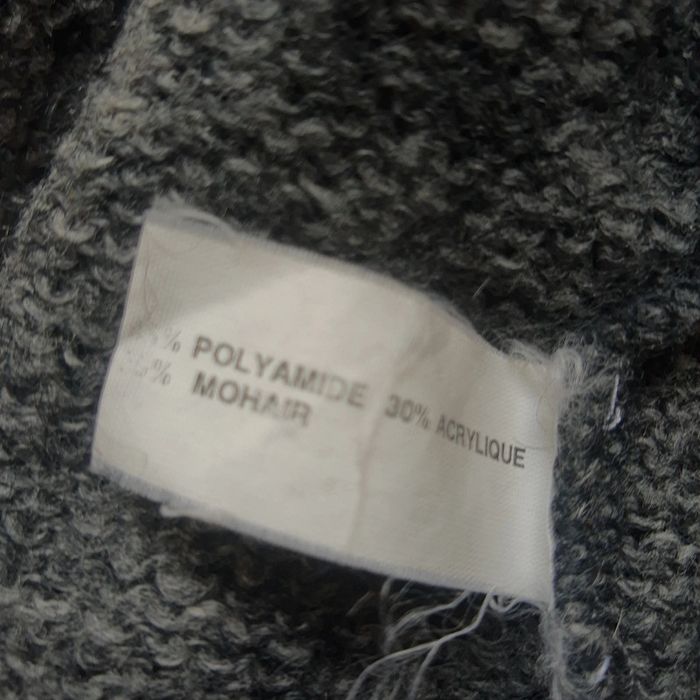 % POLYAMIDE 30% ACRYLIQUE
% MOHAIR